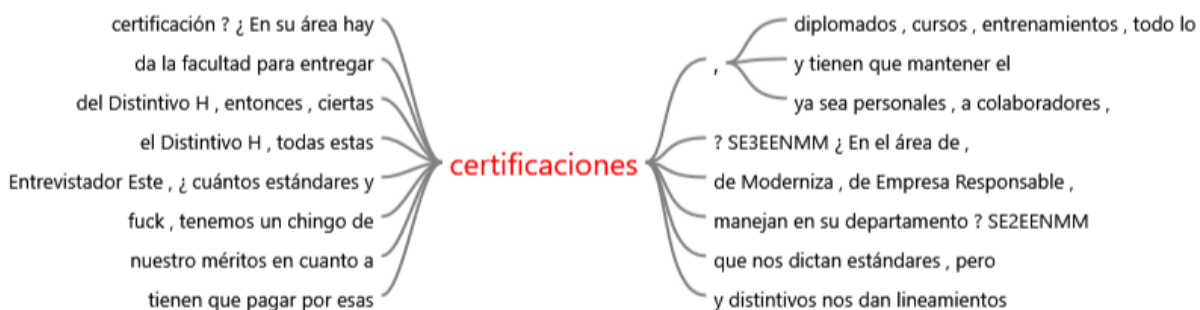 certificación ? ¿ En su área hay
da la facultad para entregar
del Distintivo H , entonces , ciertas
el Distintivo H , todas estas
Entrevistador Este , ¿ cuántos estándares y
fuck , tenemos un chingo de
nuestro méritos en cuanto a
tienen que pagar por esas
certificaciones
,
diplomados , cursos , entrenamientos , todo lo
y tienen que mantener el
ya sea personales , a colaboradores ,
? SE3EENMM ¿ En el área de ,
de Moderniza , de Empresa Responsable ,
manejan en su departamento ? SE2EENMM
que nos dictan estándares , pero
y distintivos nos dan lineamientos